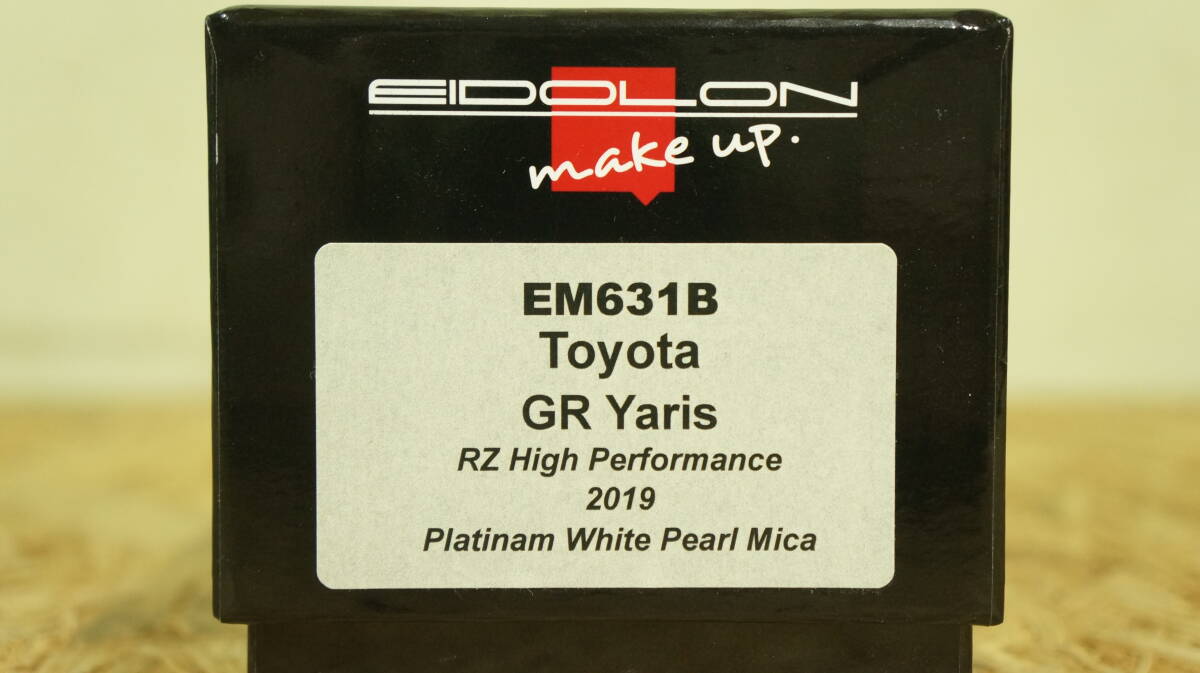 EIDOLON
make up.
EM631B
Toyota
GR Yaris
RZ High Performance
2019
Platinam White Pearl Mica